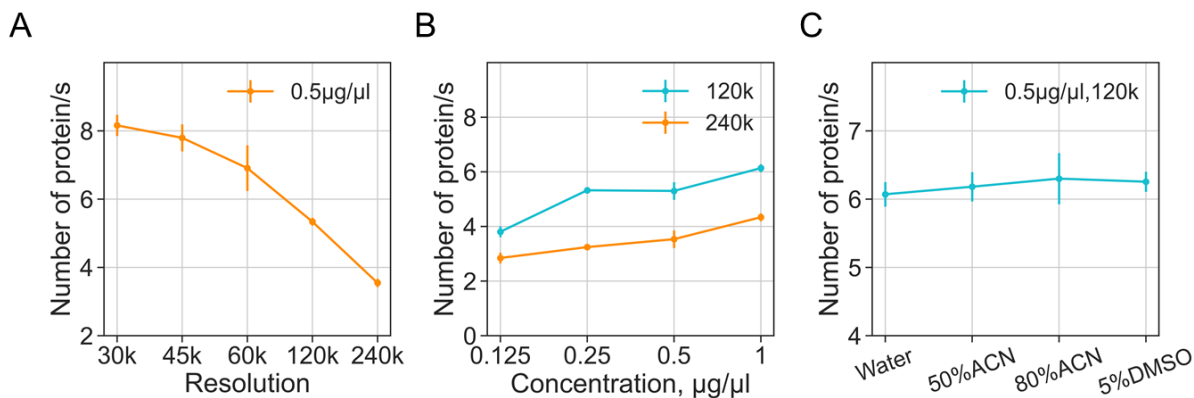 A
Number of protein/s
8
6
4
2
0.5µg/µl
30k 45k 60k 120k 240k
Resolution
B
Number of protein/s
8
6
4
2
0
120k
240k
0.125 0.25 0.5 1
Concentration, µg/µl
C
Number of protein/s
7
6
5
4
0.5µg/µl,120k
Water 50%ACN 80%ACN 5%DMSO